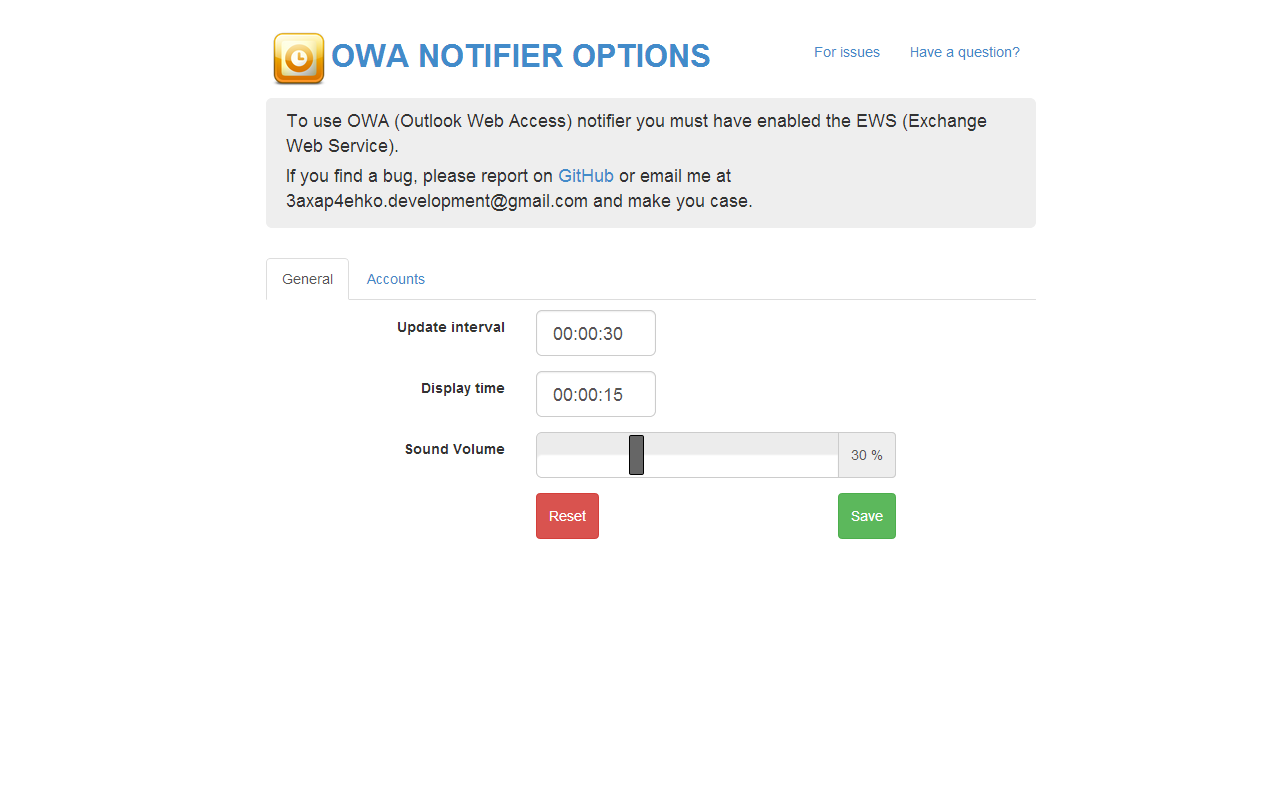 OWA NOTIFIER OPTIONS
For issues
Have a question?
To use OWA (Outlook Web Access) notifier you must have enabled the EWS (Exchange
Web Service).
If you find a bug, please report on GitHub or email me at
3axap4ehko.development@gmail.com and make you case.
General
Accounts
Update interval
00:00:30
Display time
00:00:15
Sound Volume
30 %
Reset
Save